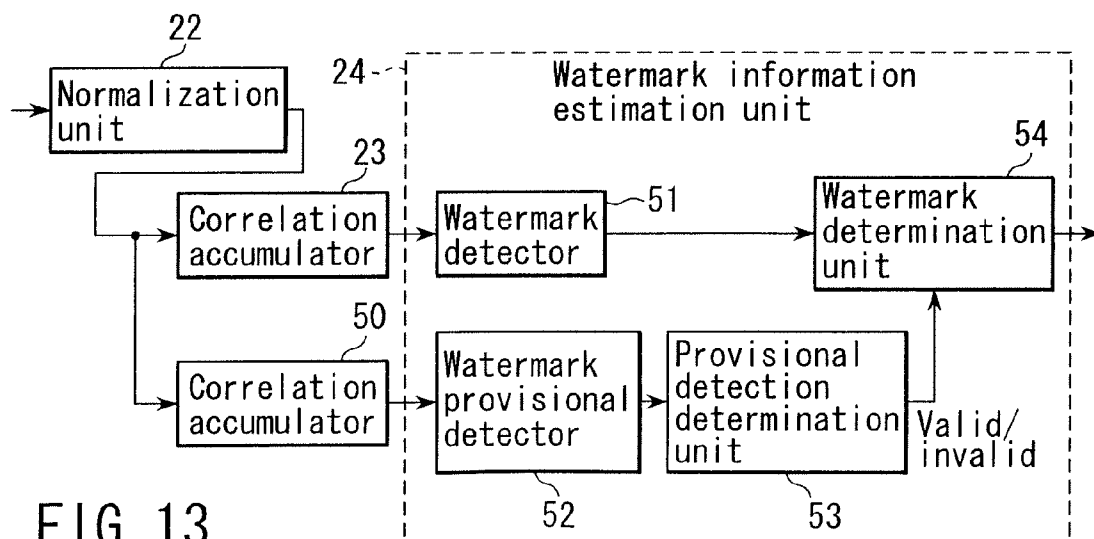 22
Normalization
unit
24
Watermark information
estimation unit
23
Correlation
accumulator
51
Watermark
detector
54
Watermark
determination
unit
50
Correlation
accumulator
Watermark
provisional
detector
52
Provisional
detection
determination
unit
53
Valid/
invalid
FIG 13